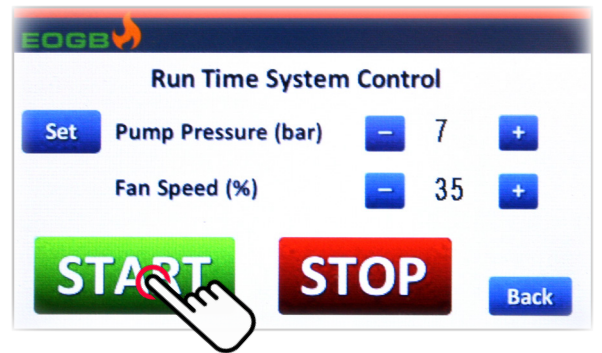 EOGB
Run Time System Control
Set Pump Pressure (bar) - 7 +
Fan Speed (%) - 35 +
START STOP
Back